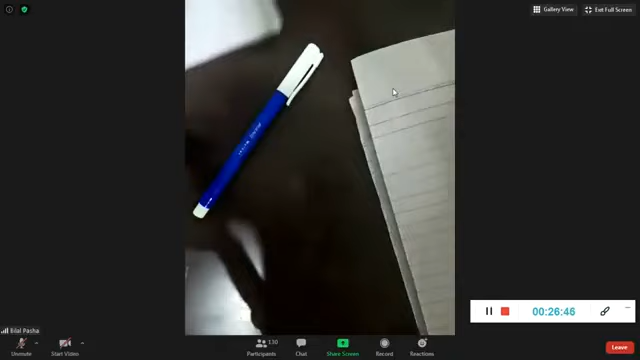 Gallery View
Exit Full Screen
00:26:46
Bilal Pasha
130
Unmute
Start Video
Participants
Chat
Share Screen
Record
Reactions
Leave